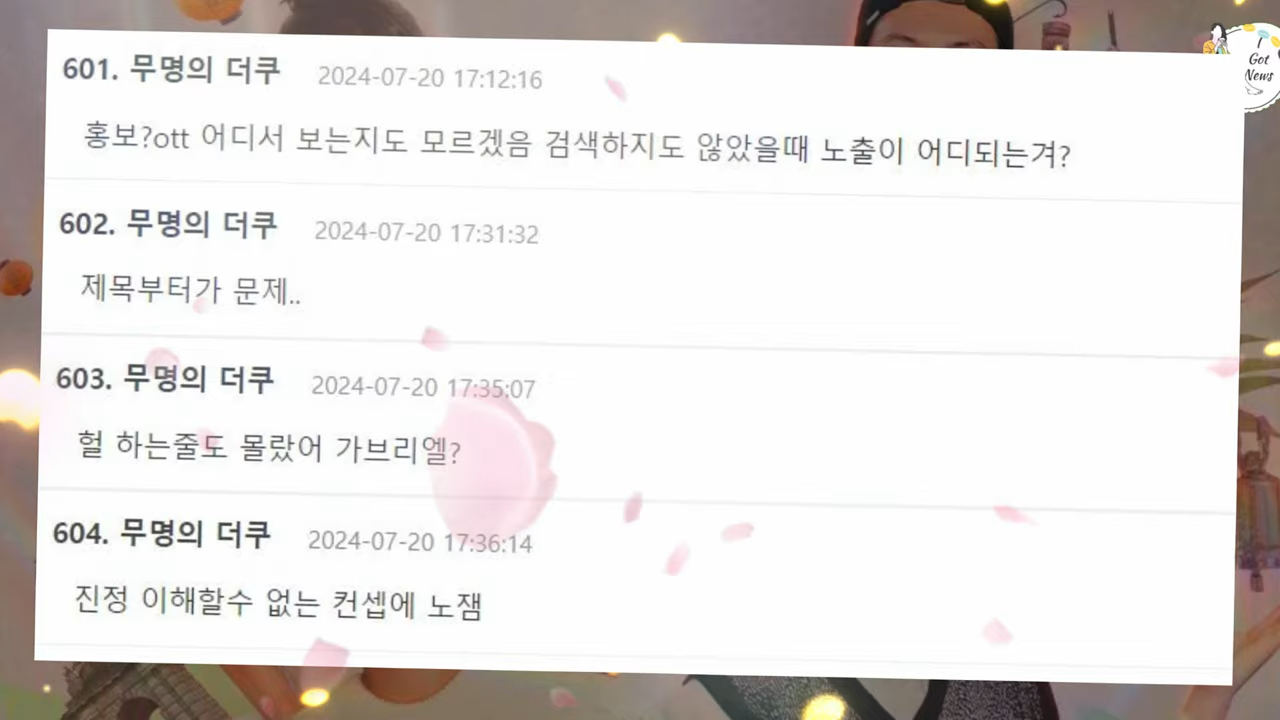 601. 무명의 더쿠 2024-07-20 17:12:16
홍보?ott 어디서 보는지도 모르겠음 검색하지도 않았을때 노출이 어디되는겨?
602. 무명의 더쿠 2024-07-20 17:31:32
제목부터가 문제..
603. 무명의 더쿠 2024-07-20 17:35:07
헐 하는줄도 몰랐어 가브리엘?
604. 무명의 더쿠 2024-07-20 17:36:14
진정 이해할수 없는 컨셉에 노잼
I
Got
News